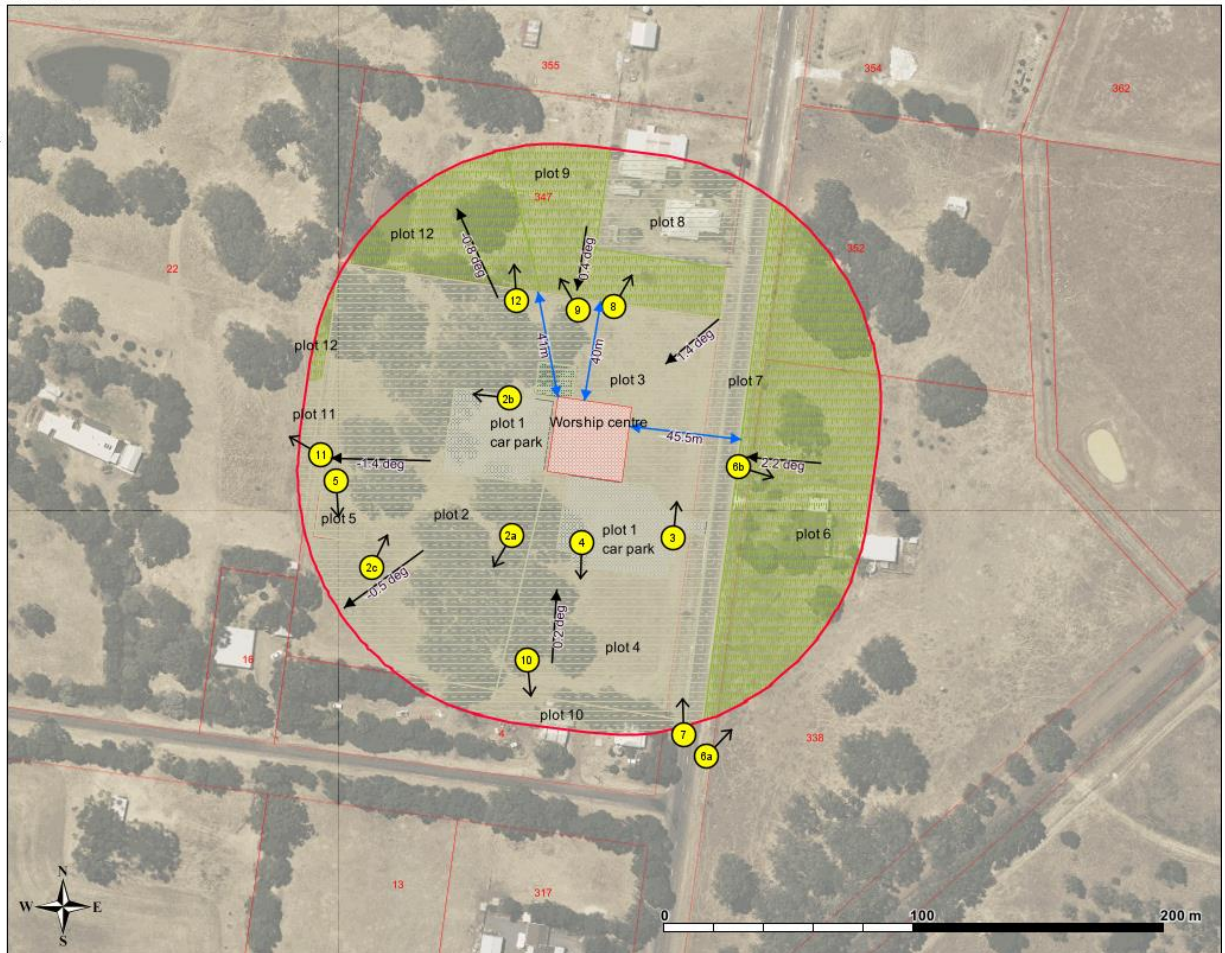 355
354
362
plot 9
347
plot 8
plot 12
352
22
-0.8 deg
0.4 deg
12
9
8
41m
40m
1.4 deg
plot 12
plot 3
plot 7
2b
plot 11
plot 1
car park
Worship centre
45.5m
11
-1.4 deg
6b
2.2 deg
5
plot 5
plot 2
2a
4
plot 1
car park
3
plot 6
2c
-0.5 deg
0.2 deg
plot 4
16
10
plot 10
4
7
6a
338
13
317
N
W
E
S
0
100
200 m